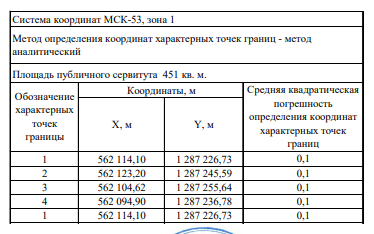 Система координат МСК-53, зона 1
Метод определения координат характерных точек границ - метод
аналитический
Площадь публичного сервитута 451 кв. м.
Обозначение характерных точек границы
Координаты, м
Средняя квадратическая погрешность определения координат характерных точек границ
X, м Y, м
1 562 114,10 1 287 226,73 0,1
2 562 123,20 1 287 245,59 0,1
3 562 104,62 1 287 255,64 0,1
4 562 094,90 1 287 236,78 0,1
1 562 114,10 1 287 226,73 0,1